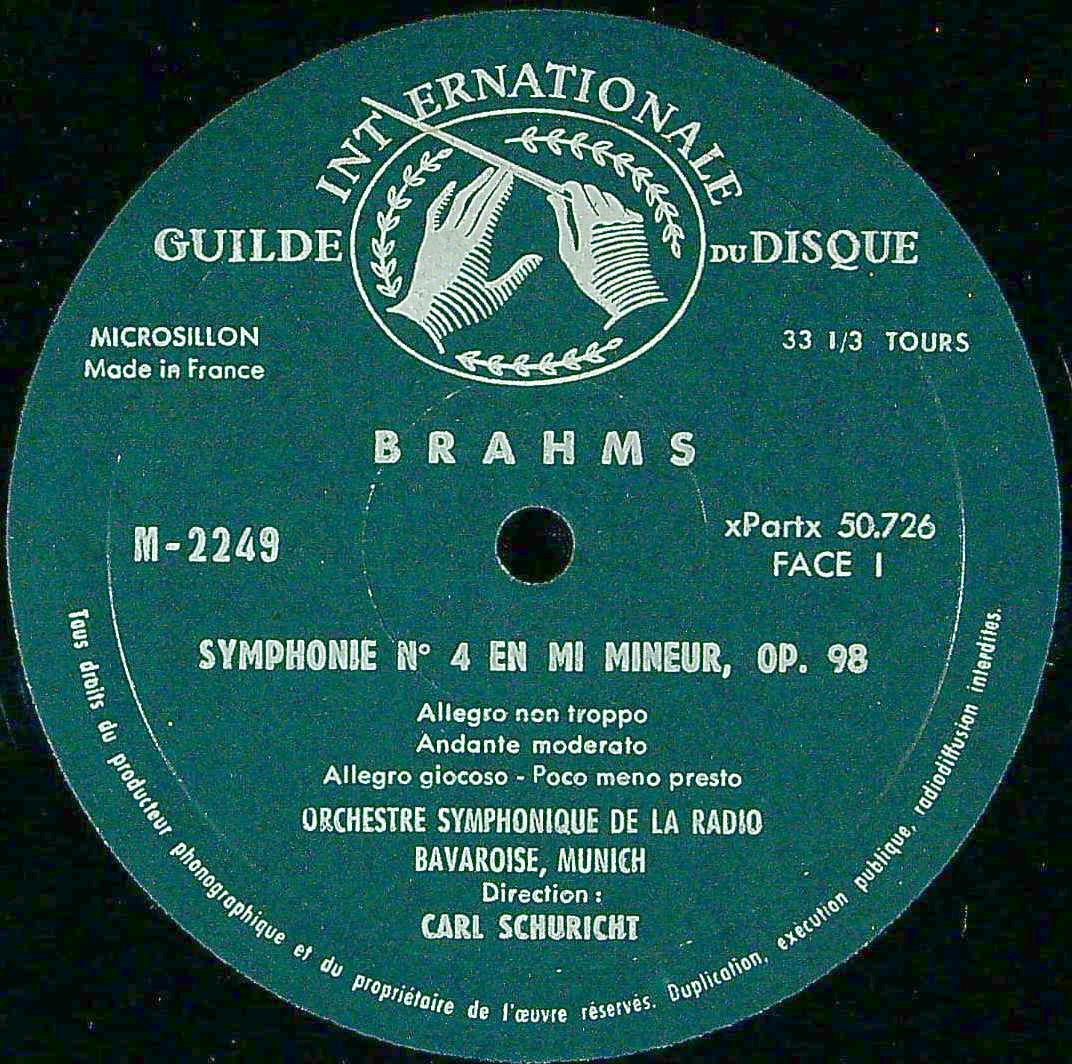 INTERNATIONALE
GUILDE DU DISQUE
MICROSILLON
Made in France
33 1/3 TOURS
BRAHMS
M-2249
xPartx 50.726
FACE I
SYMPHONIE N° 4 EN MI MINEUR, OP. 98
Allegro non troppo
Andante moderato
Allegro giocoso - Poco meno presto
ORCHESTRE SYMPHONIQUE DE LA RADIO
BAVAROISE, MUNICH
Direction :
CARL SCHURICHT
Tous droits du producteur phonographique et du propriétaire de l'œuvre réservés. Duplication, exécution publique, radiodiffusion interdites.